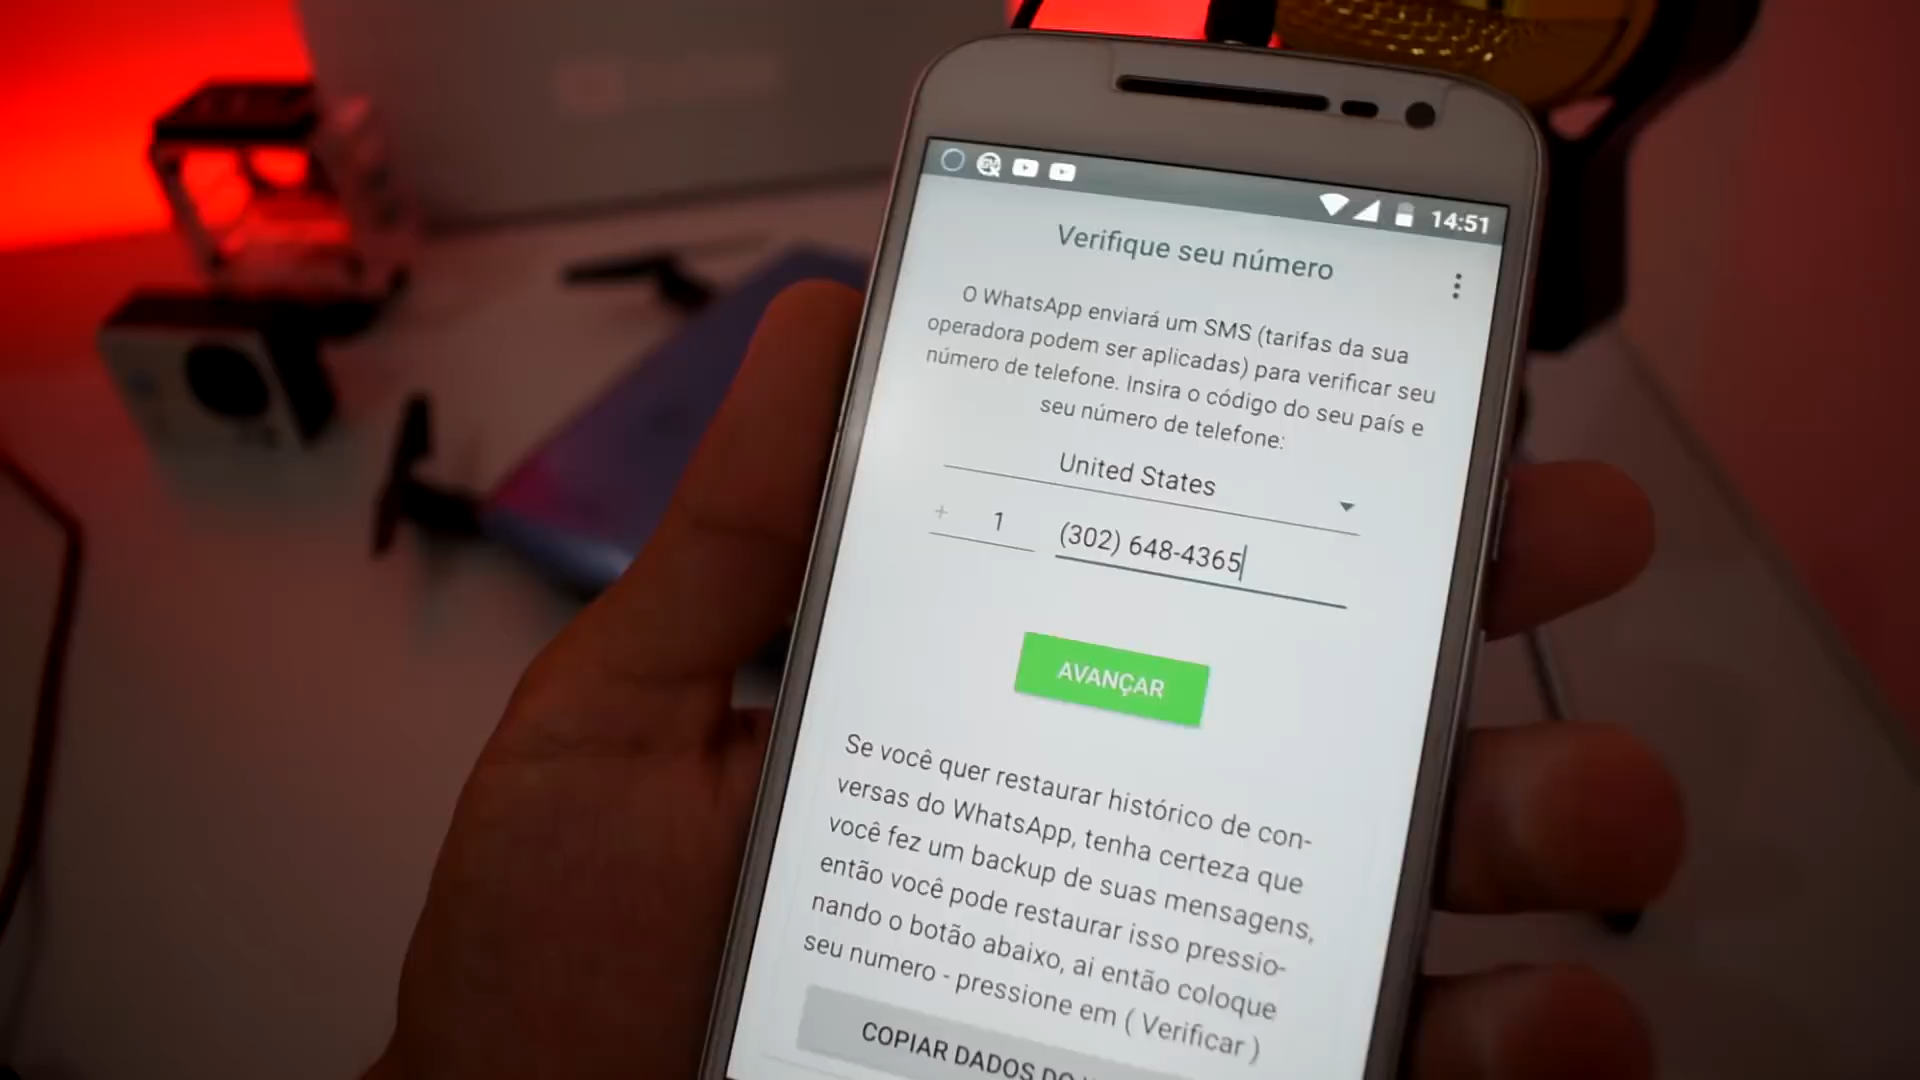 14:51
Verifique seu número
O WhatsApp enviará um SMS (tarifas da sua
operadora podem ser aplicadas) para verificar seu
número de telefone. Insira o código do seu país e
seu número de telefone:
United States
+ 1 (302) 648-4365
AVANÇAR
Se você quer restaurar histórico de con-
versas do WhatsApp, tenha certeza que
você fez um backup de suas mensagens,
então você pode restaurar isso pressio-
nando o botão abaixo, ai então coloque
seu numero - pressione em ( Verificar )
COPIAR DADOS DO